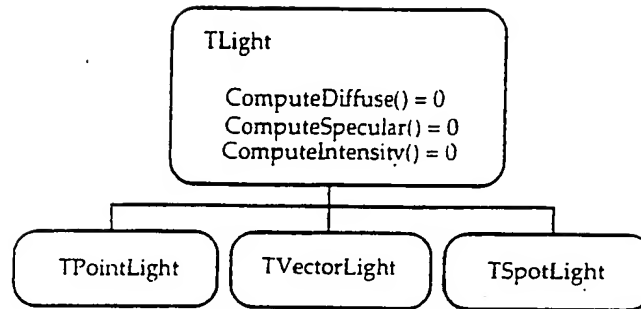 TLight
ComputeDiffuse() = 0
ComputeSpecular() = 0
ComputeIntensity() = 0
TPointLight TVectorLight TSpotLight